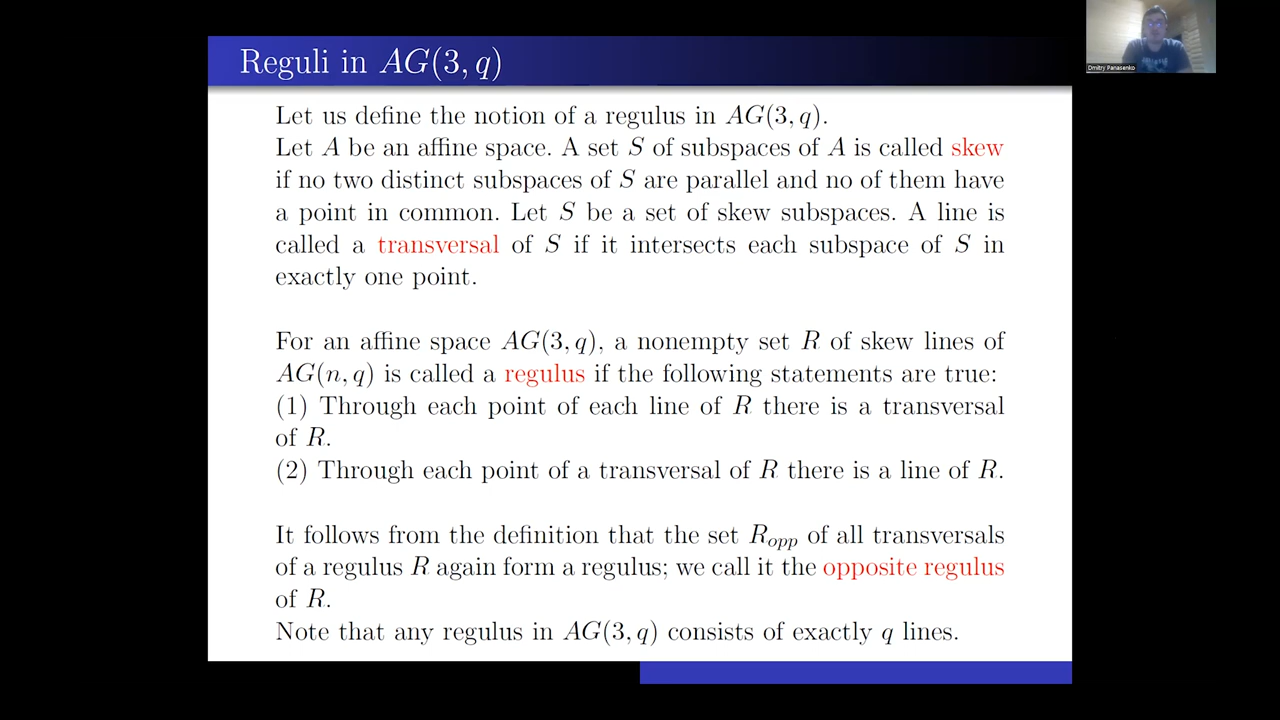 Reguli in AG(3, q)
Let us define the notion of a regulus in AG(3, q).
Let A be an affine space. A set S of subspaces of A is called skew
if no two distinct subspaces of S are parallel and no of them have
a point in common. Let S be a set of skew subspaces. A line is
called a transversal of S if it intersects each subspace of S in
exactly one point.
For an affine space AG(3, q), a nonempty set R of skew lines of
AG(n, q) is called a regulus if the following statements are true:
(1) Through each point of each line of R there is a transversal
of R.
(2) Through each point of a transversal of R there is a line of R.
It follows from the definition that the set R_opp of all transversals
of a regulus R again form a regulus; we call it the opposite regulus
of R.
Note that any regulus in AG(3, q) consists of exactly q lines.
Dmitry Panasenko